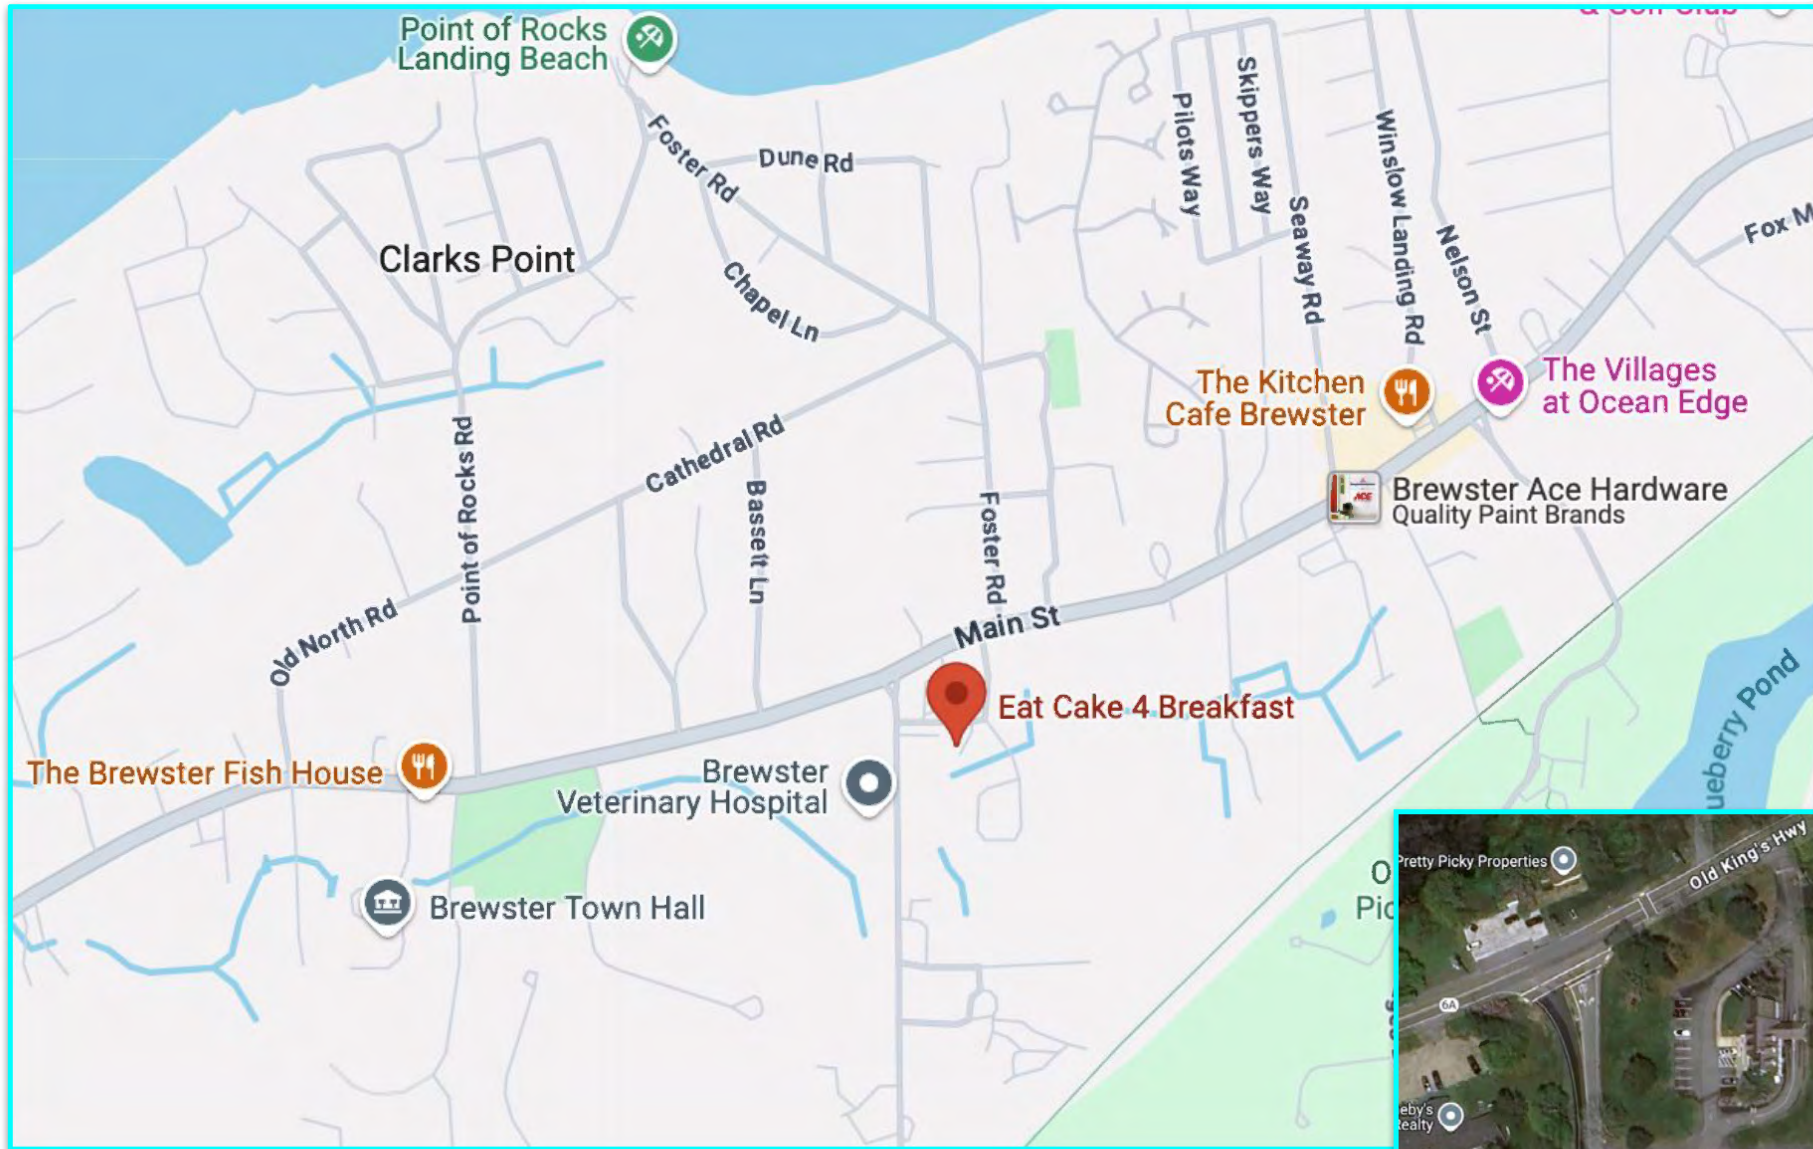 Point of Rocks
Landing Beach
Foster Rd
Dune Rd
Pilots Way
Skippers Way
Seaway Rd
Winslow Landing Rd
Nelson St
Clarks Point
Chapel Ln
The Kitchen
Cafe Brewster
The Villages
at Ocean Edge
Point of Rocks Rd
Cathedral Rd
Bassett Ln
Foster Rd
Brewster Ace Hardware
Quality Paint Brands
Old North Rd
Main St
Eat Cake 4 Breakfast
The Brewster Fish House
Brewster
Veterinary Hospital
Brewster Town Hall
Pretty Picky Properties
Old King's Hwy
6A